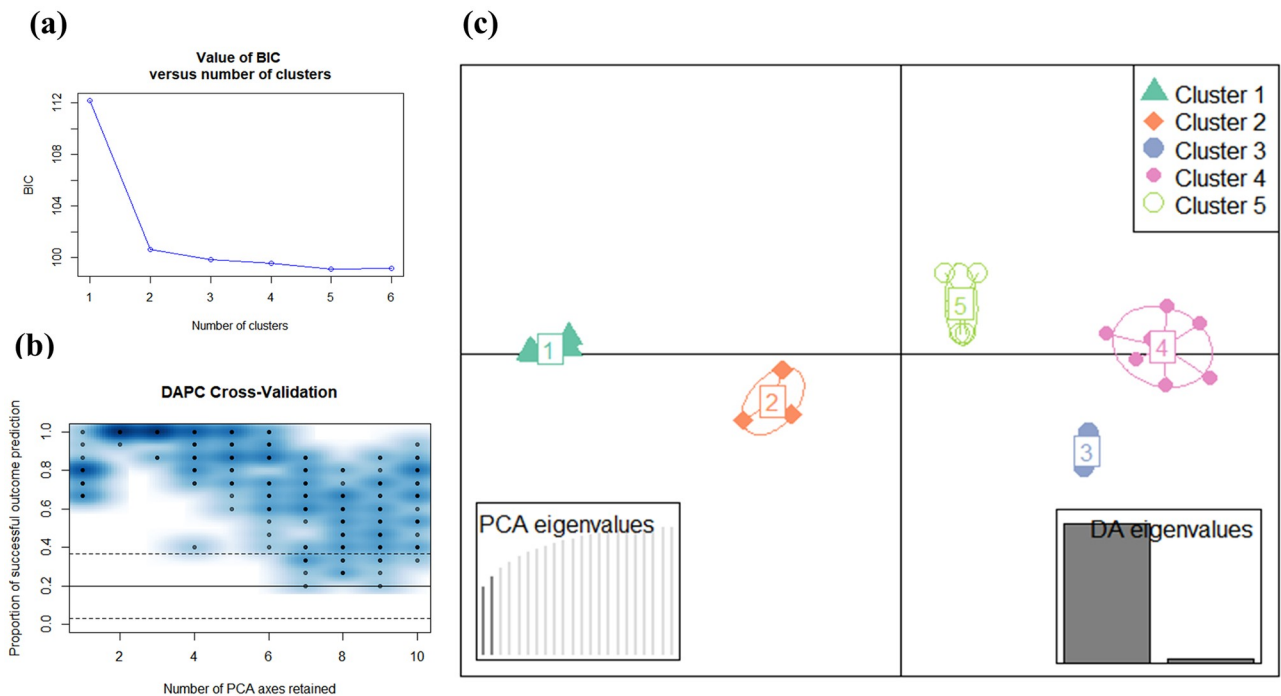 (a)
Value of BIC
versus number of clusters
BIC
112
108
104
100
1 2 3 4 5 6
Number of clusters
(b)
DAPC Cross-Validation
Proportion of successful outcome prediction
1.0
0.8
0.6
0.4
0.2
0.0
2 4 6 8 10
Number of PCA axes retained
(c)
Cluster 1
Cluster 2
Cluster 3
Cluster 4
Cluster 5
5
4
1
2
3
PCA eigenvalues
DA eigenvalues